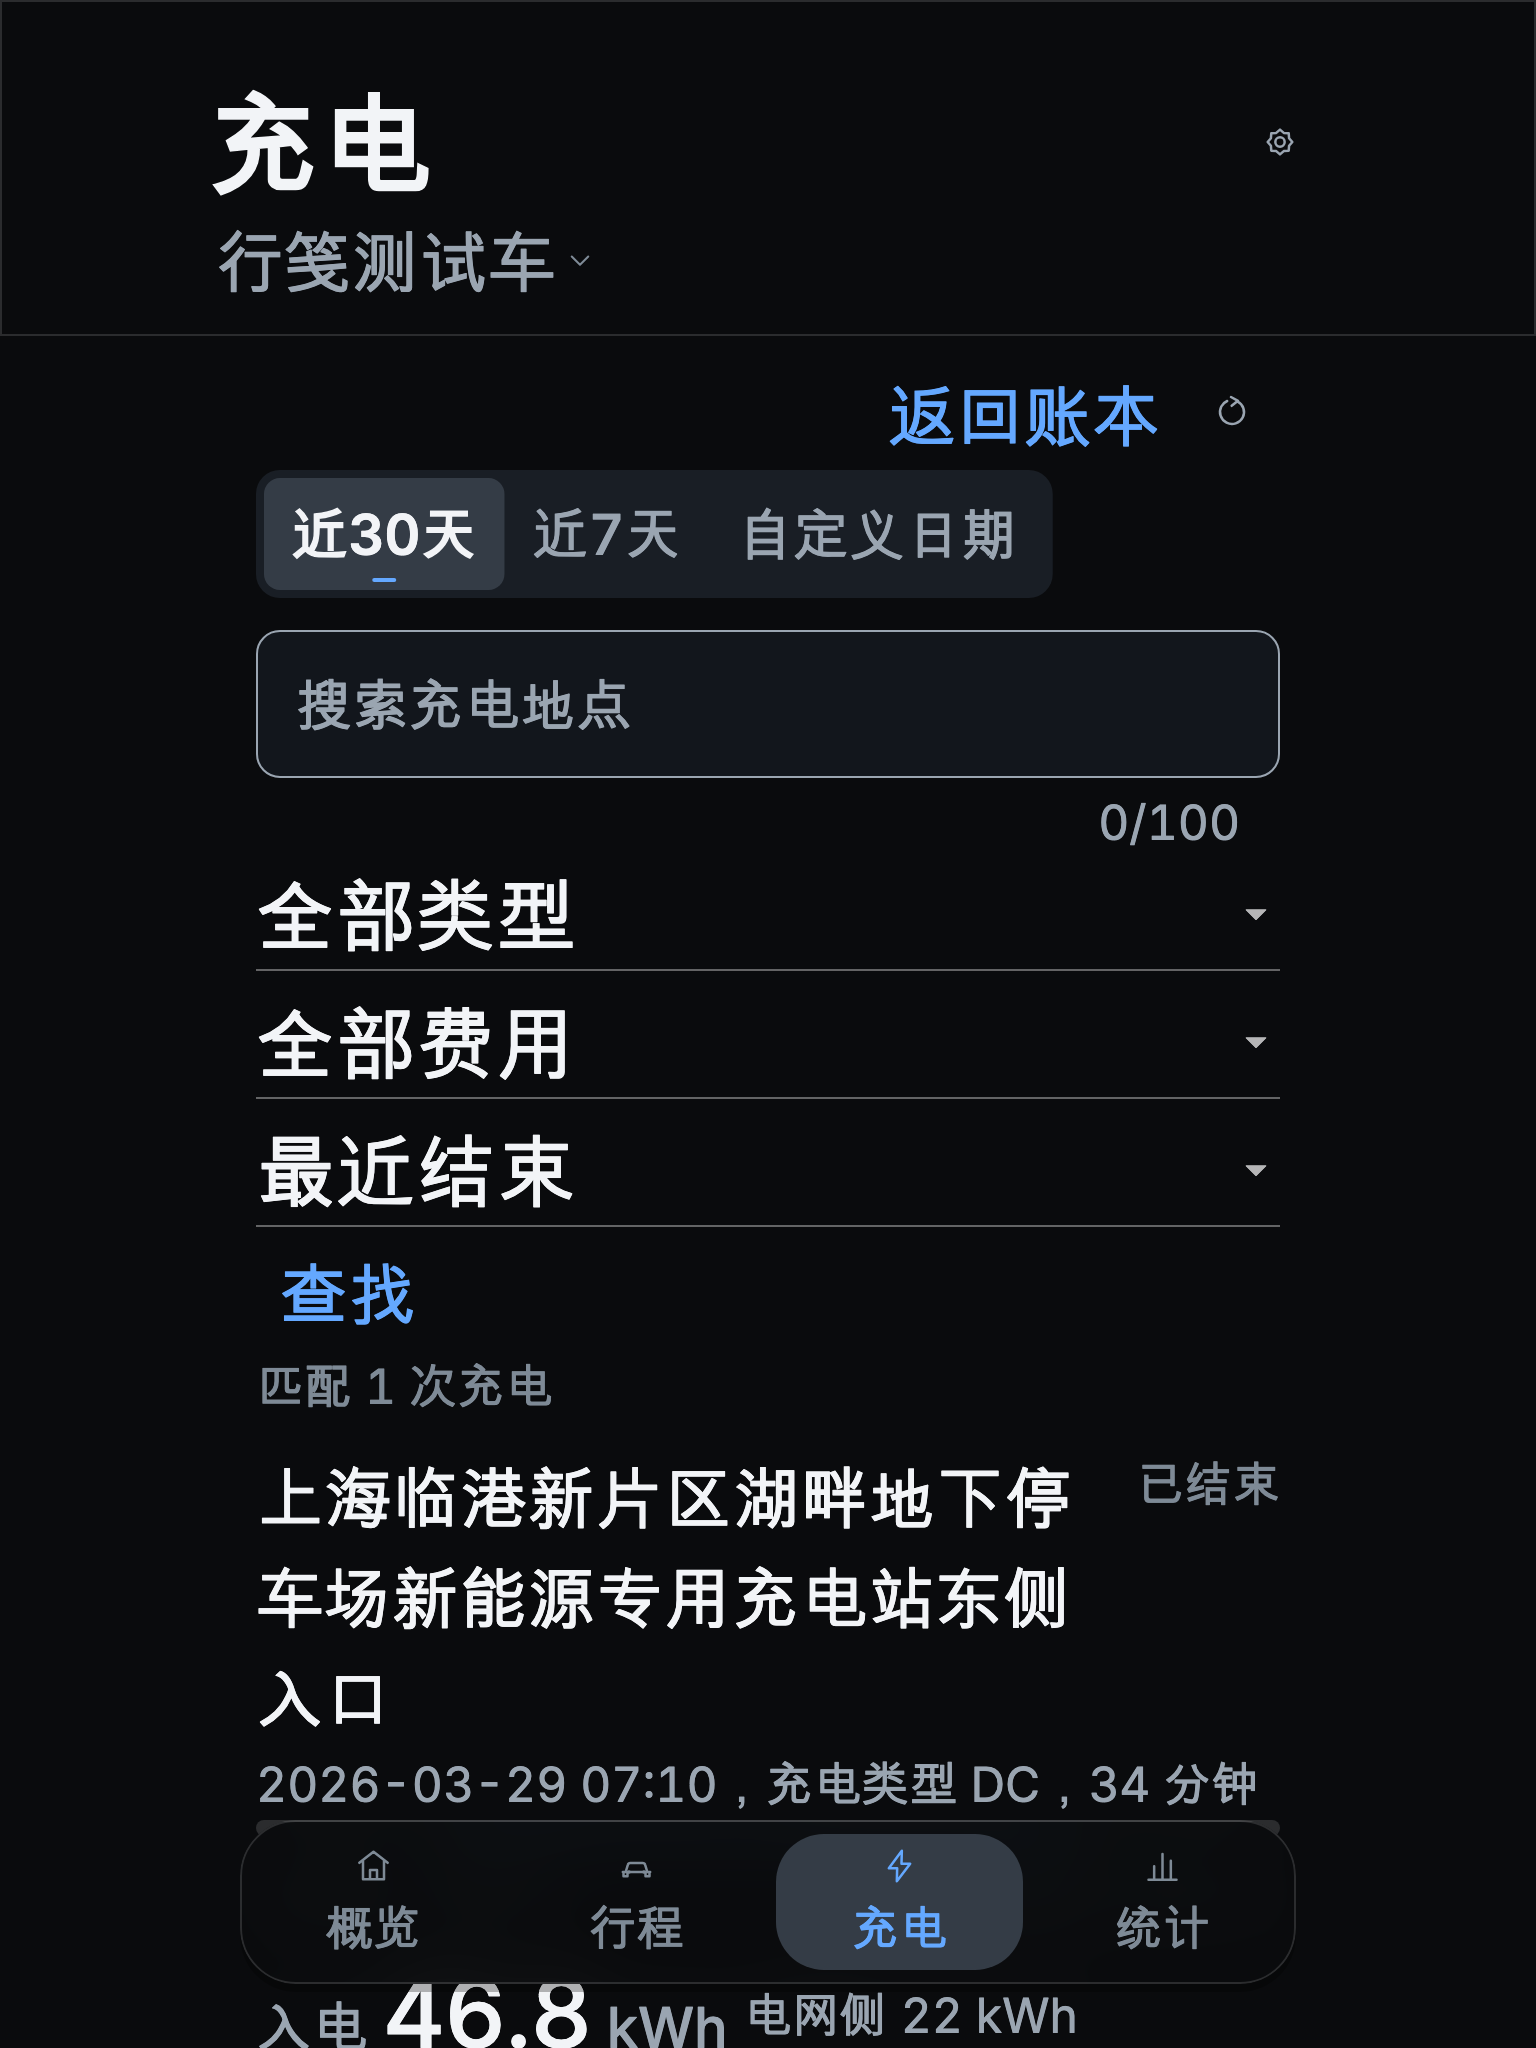 充电
行笺测试车
返回账本
近30天 近7天 自定义日期
搜索充电地点
0/100
全部类型
全部费用
最近结束
查找
匹配 1 次充电
上海临港新片区湖畔地下停 已结束
车场新能源专用充电站东侧
入口
2026-03-29 07:10，充电类型 DC，34 分钟
概览 行程 充电 统计
入电 46.8 kWh 电网侧 22 kWh